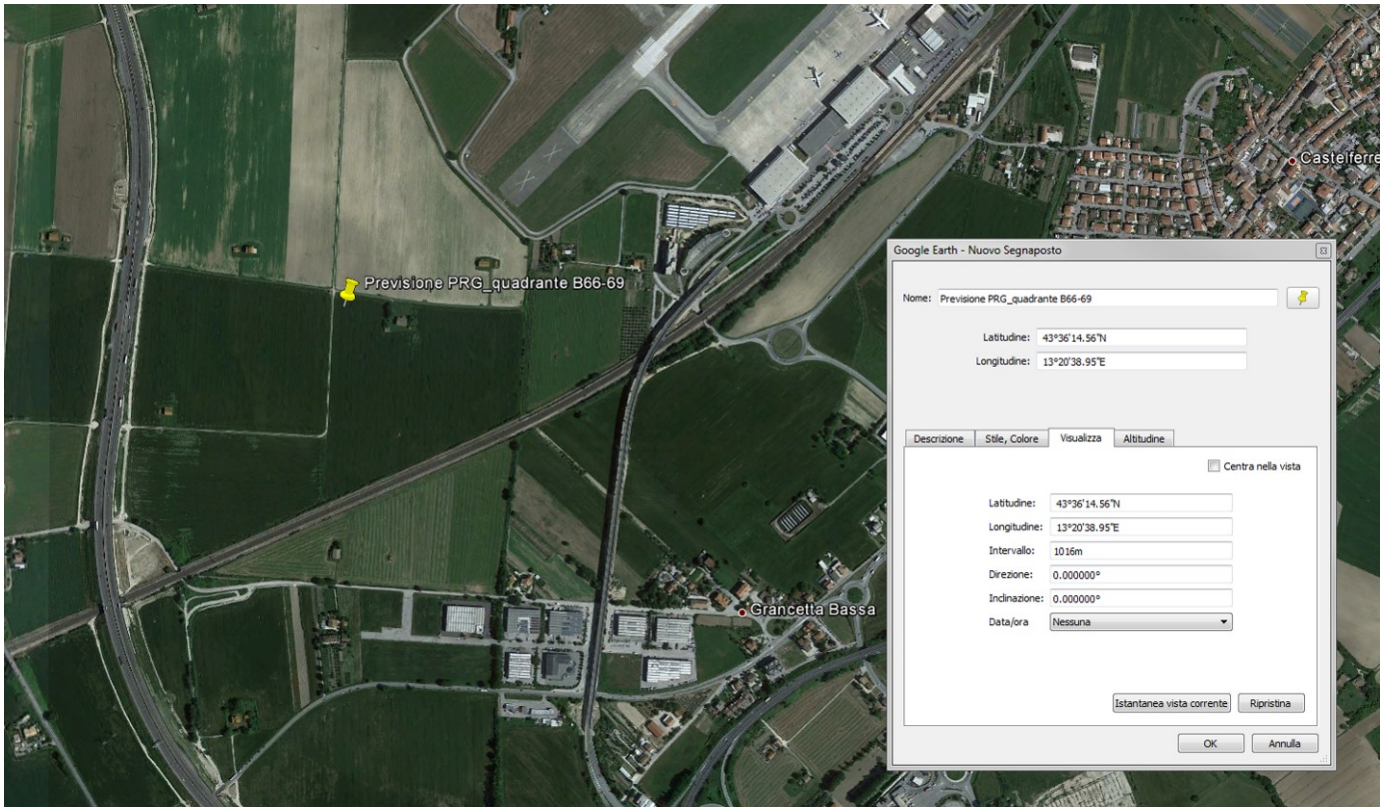 Castelferre
Google Earth - Nuovo Segnaposto
Previsione PRG_quadrante B66-69
Nome: Previsione PRG_quadrante B66-69
Latitudine: 43°36'14.56"N
Longitudine: 13°20'38.95"E
Descrizione Stile, Colore Visualizza Altitudine
Centra nella vista
Latitudine: 43°36'14.56"N
Longitudine: 13°20'38.95"E
Intervallo: 1016m
Direzione: 0.000000°
Inclinazione: 0.000000°
Data/ora Nessuna
Grancetta Bassa
Istantanea vista corrente Ripristina
OK Annulla